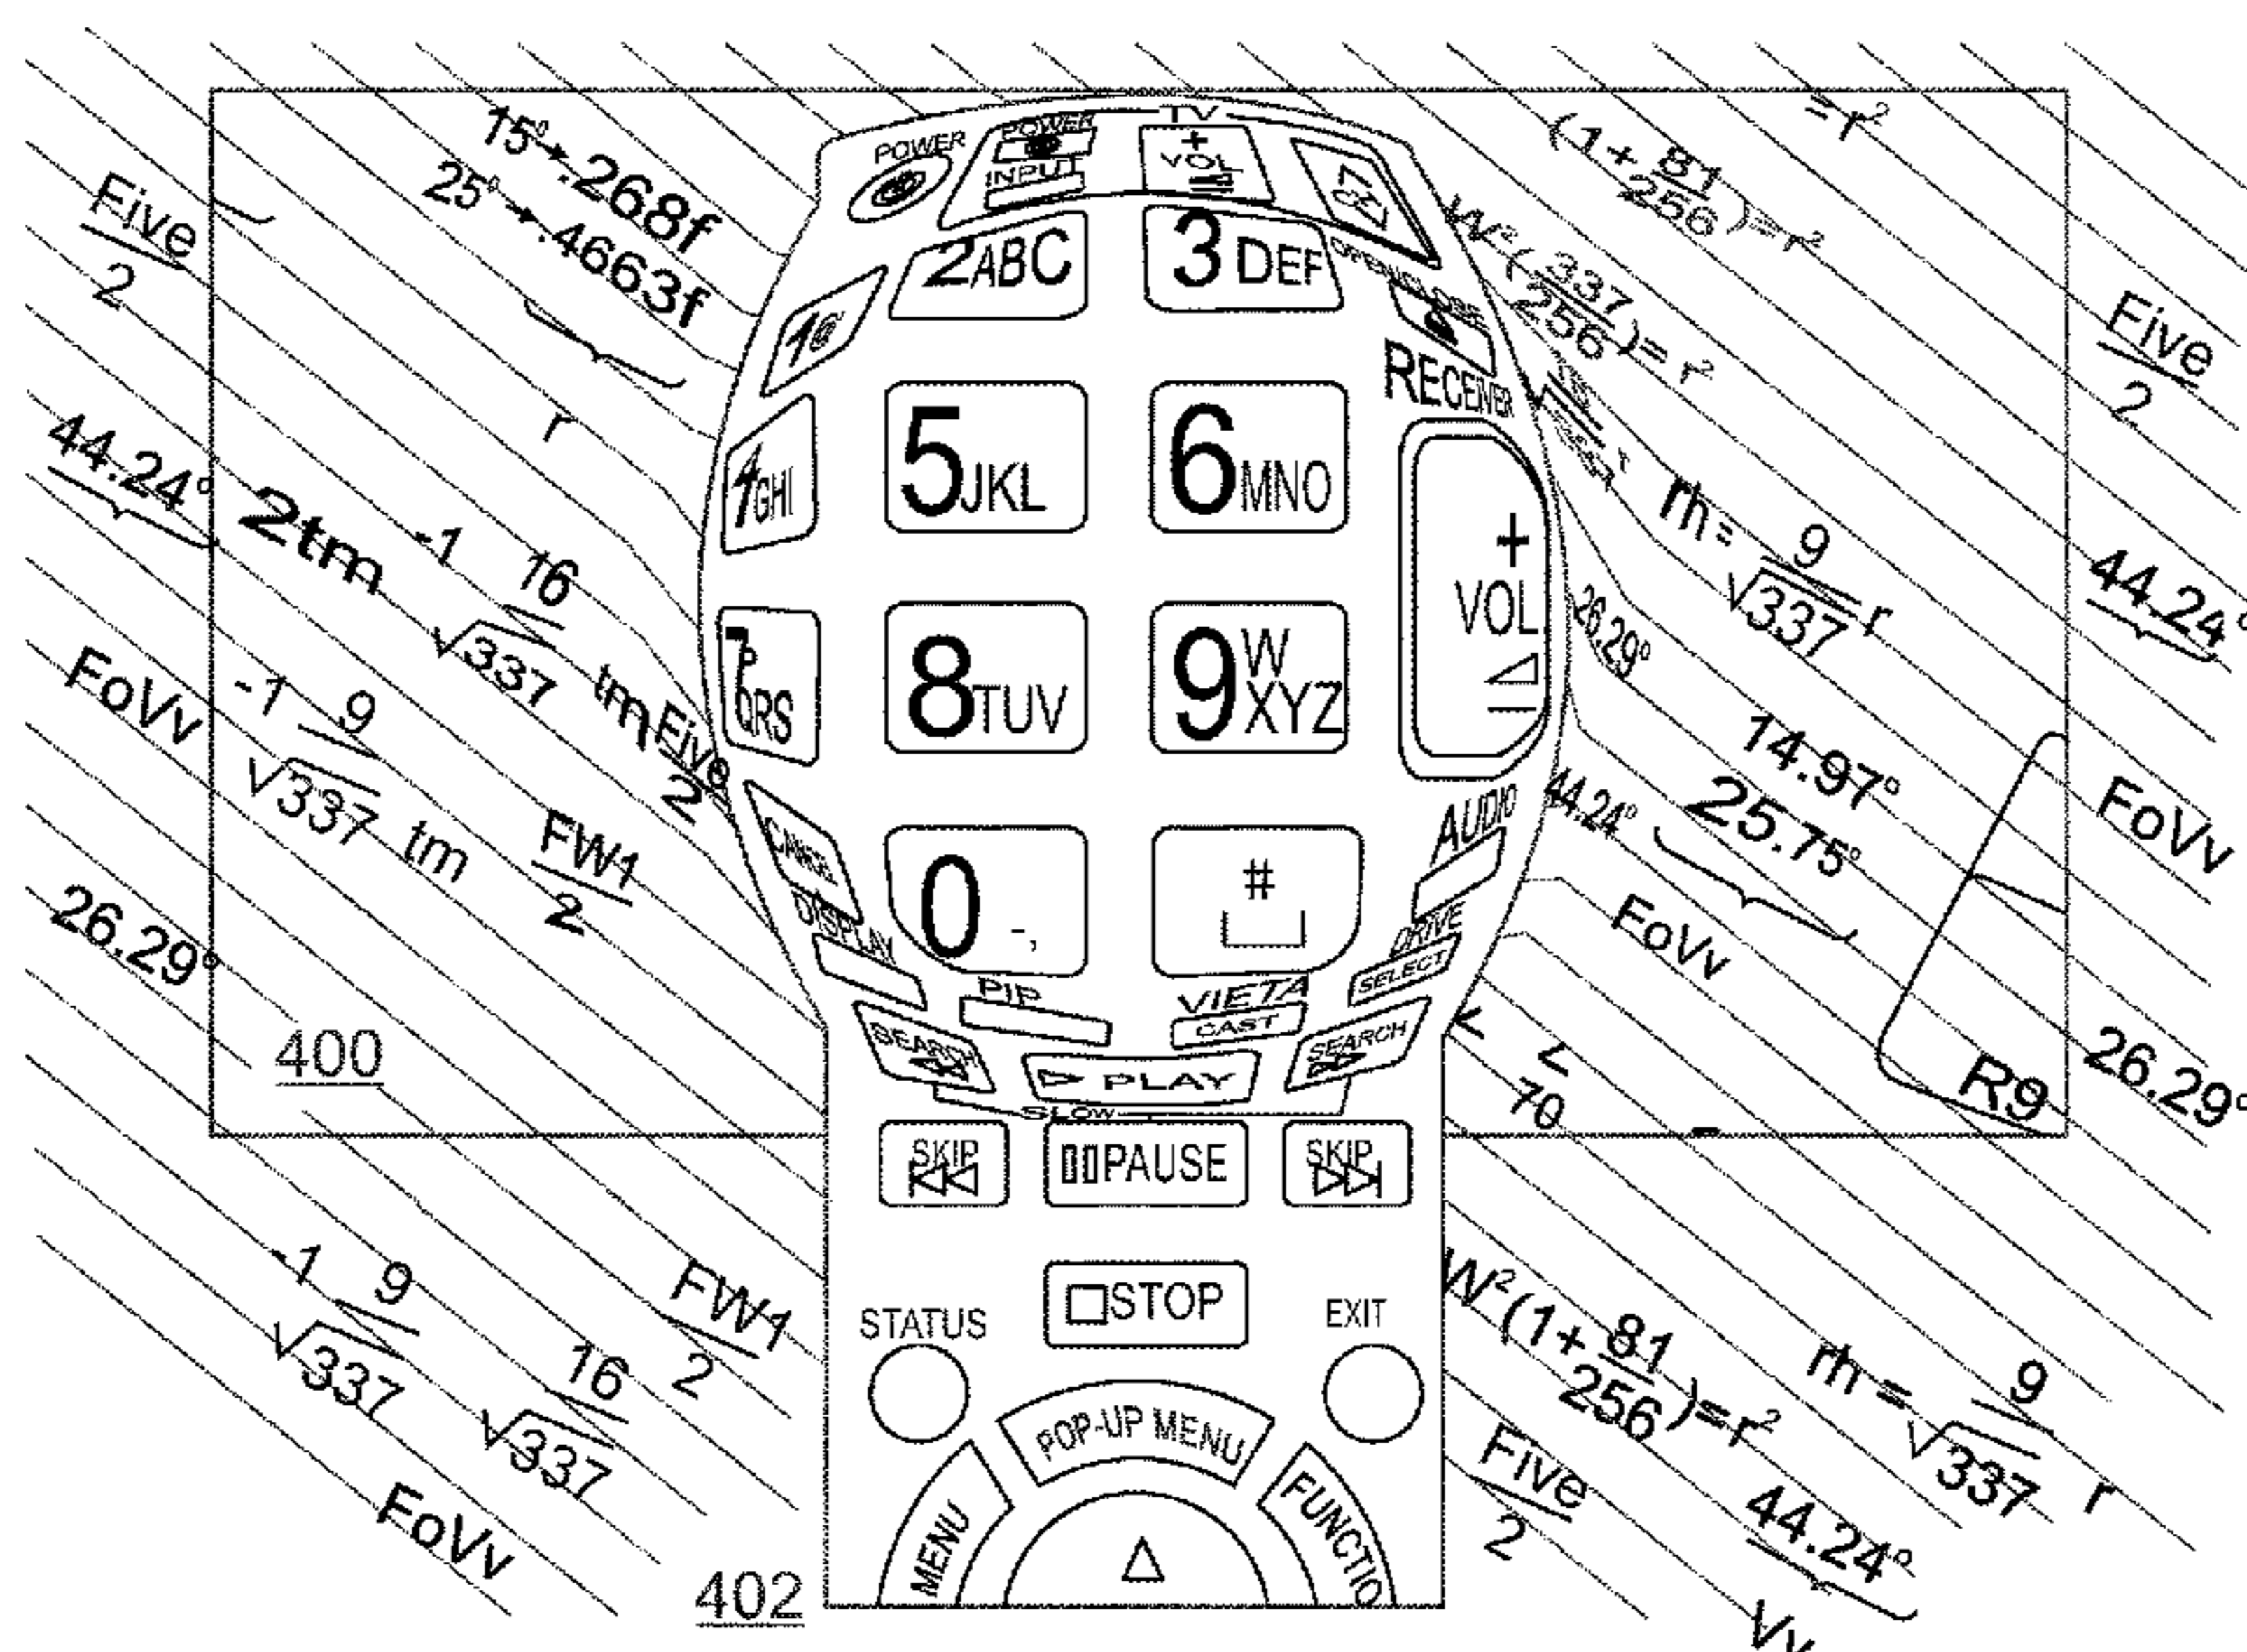 15° → .268f
25° → .4663f
r
Five
2
44.24°
2tm -1 16
√337 tm
FoVv
-1 9
√337 tm
Five
2
FW1
2
26.29°
400
POWER
POWER
INPUT
TV
+
VOL
1@
2ABC
3DEF
OPEN/CLOSE
RECEIVER
4GHI
5JKL
6MNO
+
VOL
7P
QRS
8TUV
9W
XYZ
CANCEL
0 -,
#
AUDIO
DISPLAY
DRIVE
SELECT
PIP
VIETA
CAST
SEARCH
PLAY
SEARCH
SLOW
SKIP
PAUSE
SKIP
STOP
STATUS
EXIT
POP-UP MENU
MENU
FUNCTIO
= r²
(1+ 81
256 )= r²
W²( 337
256 )= r²
rh = 9
√337 r
Five
2
44.24°
26.29°
14.97°
25.75°
44.24°
FoVv
FoVv
26.29°
70
R9
-1 9
√337
16
√337
FW1
2
FoVv
402
W²(1+ 81
256 )= r²
rh = 9
√337 r
Five
2
44.24°
Vv